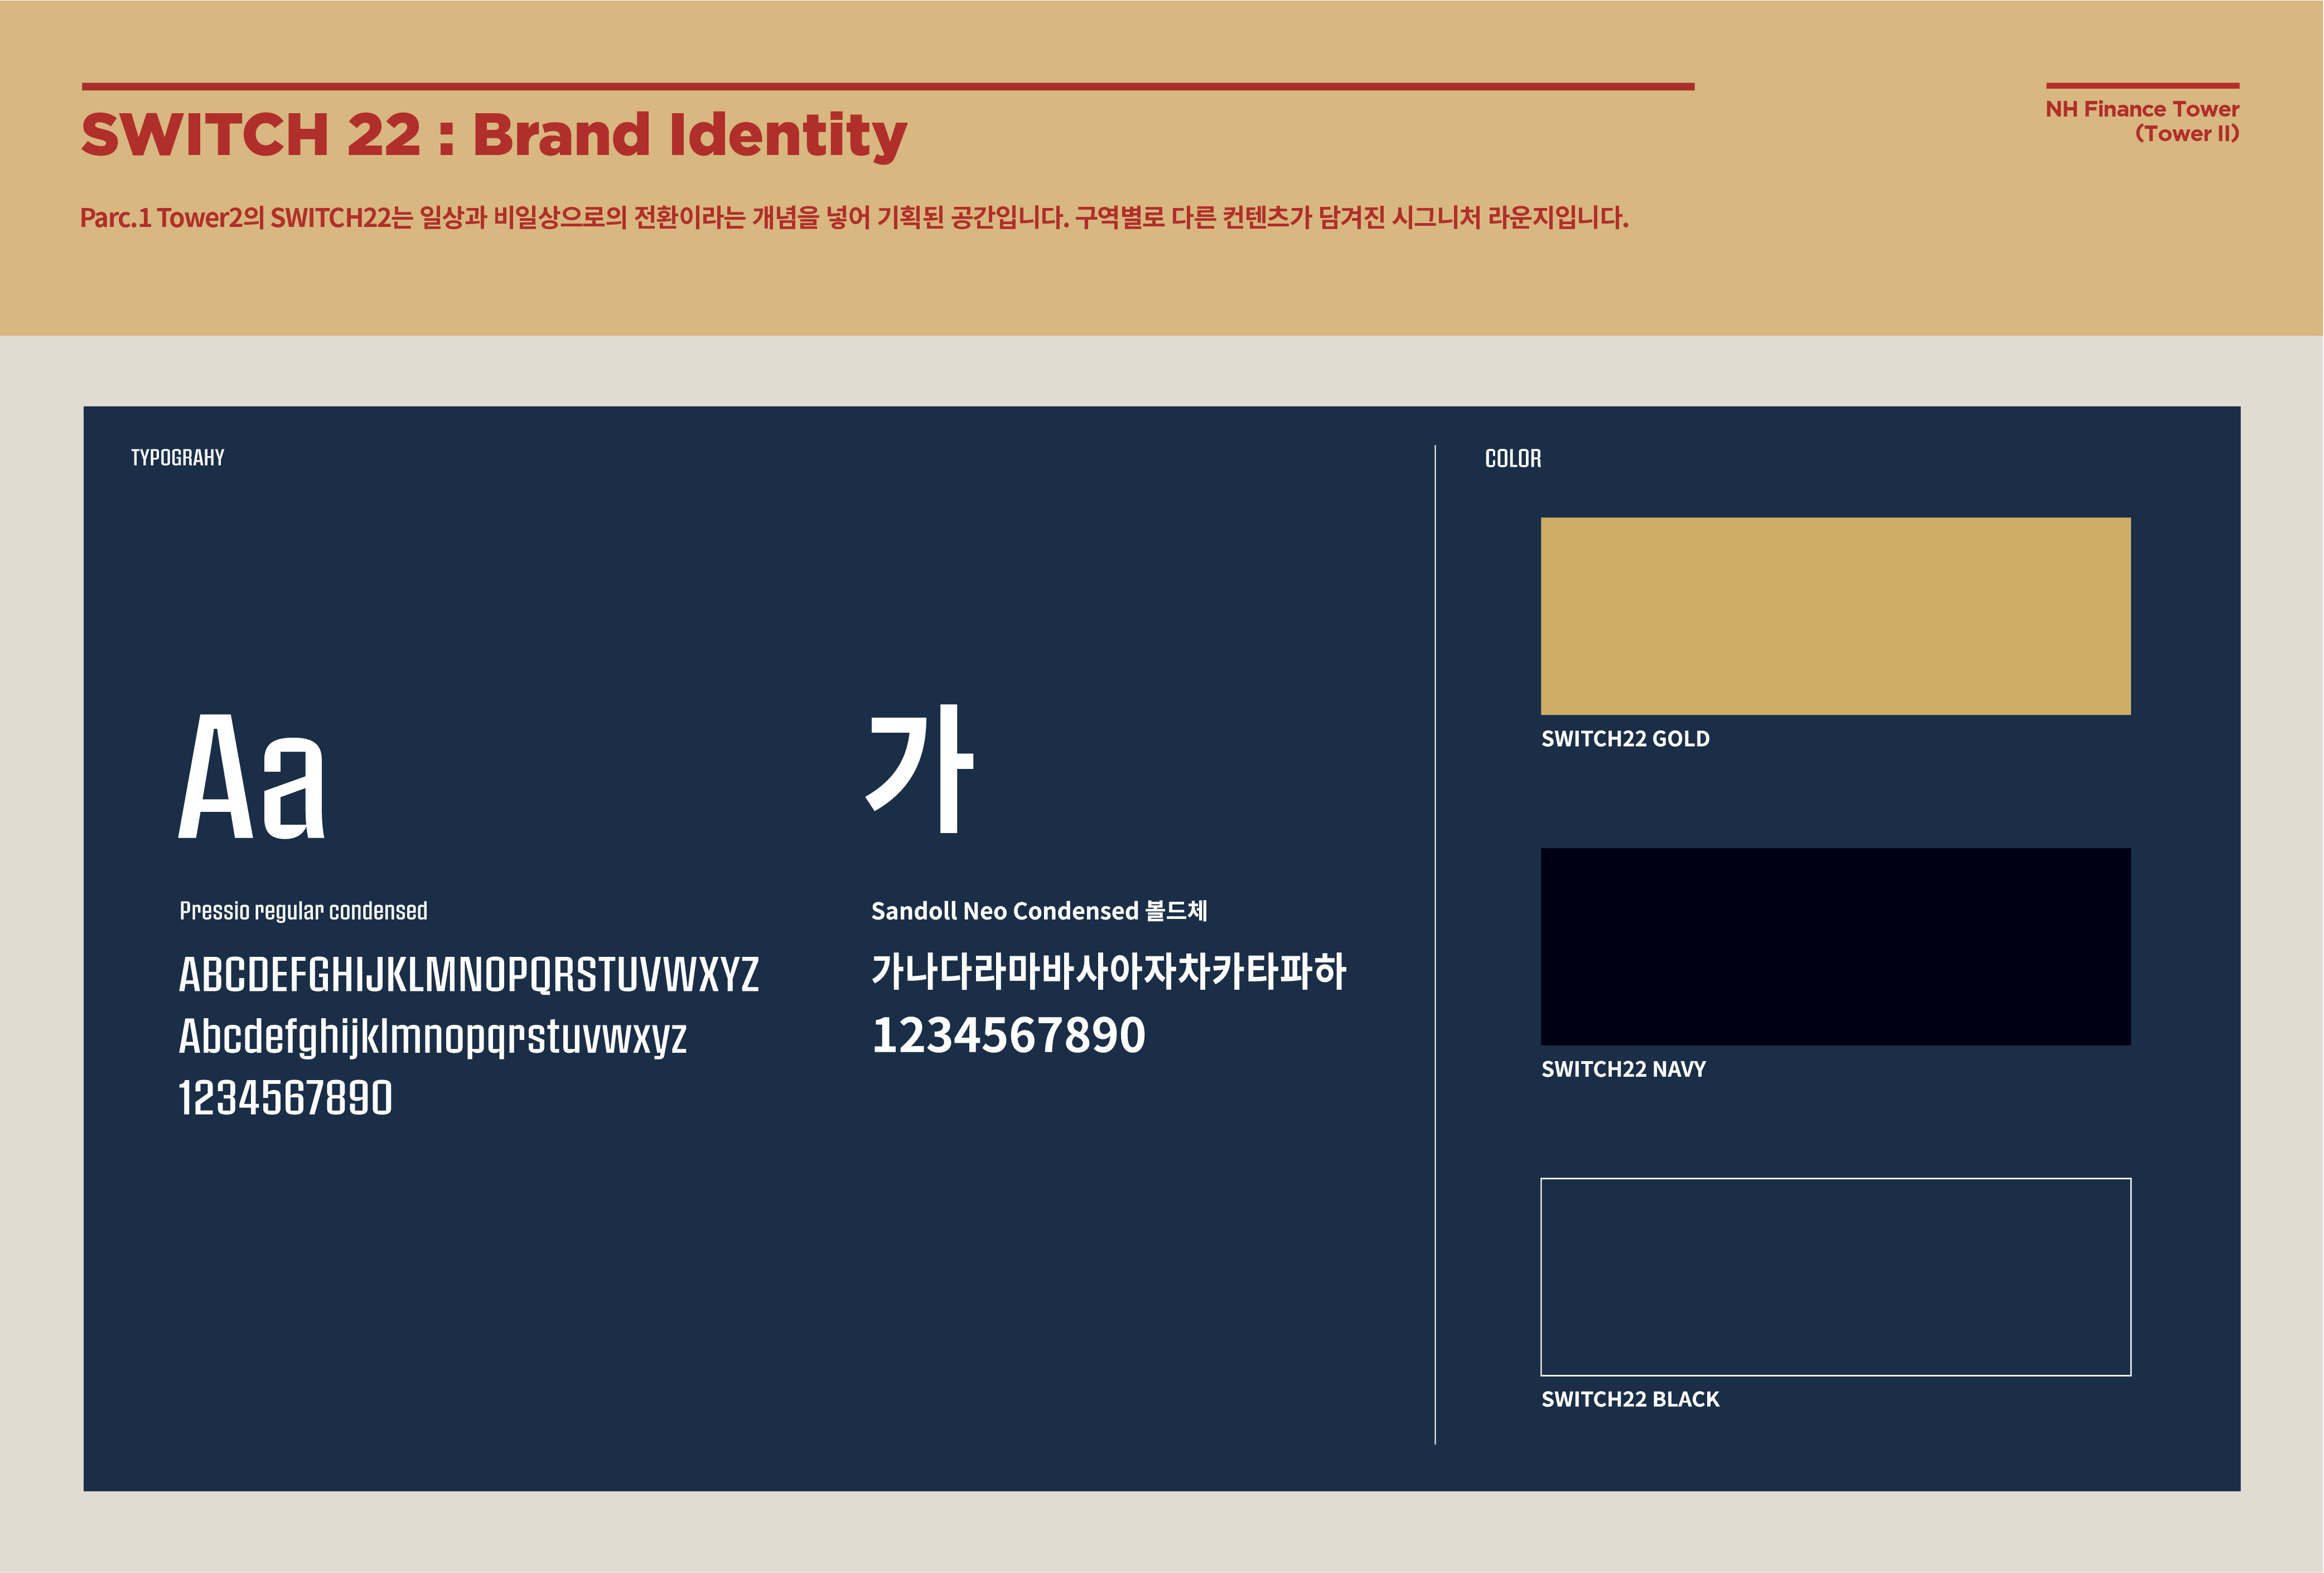 SWITCH 22 : Brand Identity
NH Finance Tower
(Tower II)
Parc.1 Tower2의 SWITCH22는 일상과 비일상으로의 전환이라는 개념을 넣어 기획된 공간입니다. 구역별로 다른 컨텐츠가 담겨진 시그니처 라운지입니다.
TYPOGRAHY
Aa
Pressio regular condensed
ABCDEFGHIJKLMNOPQRSTUVWXYZ
Abcdefghijklmnopqrstuvwxyz
1234567890
가
Sandoll Neo Condensed 볼드체
가나다라마바사아자차카타파하
1234567890
COLOR
SWITCH22 GOLD
SWITCH22 NAVY
SWITCH22 BLACK